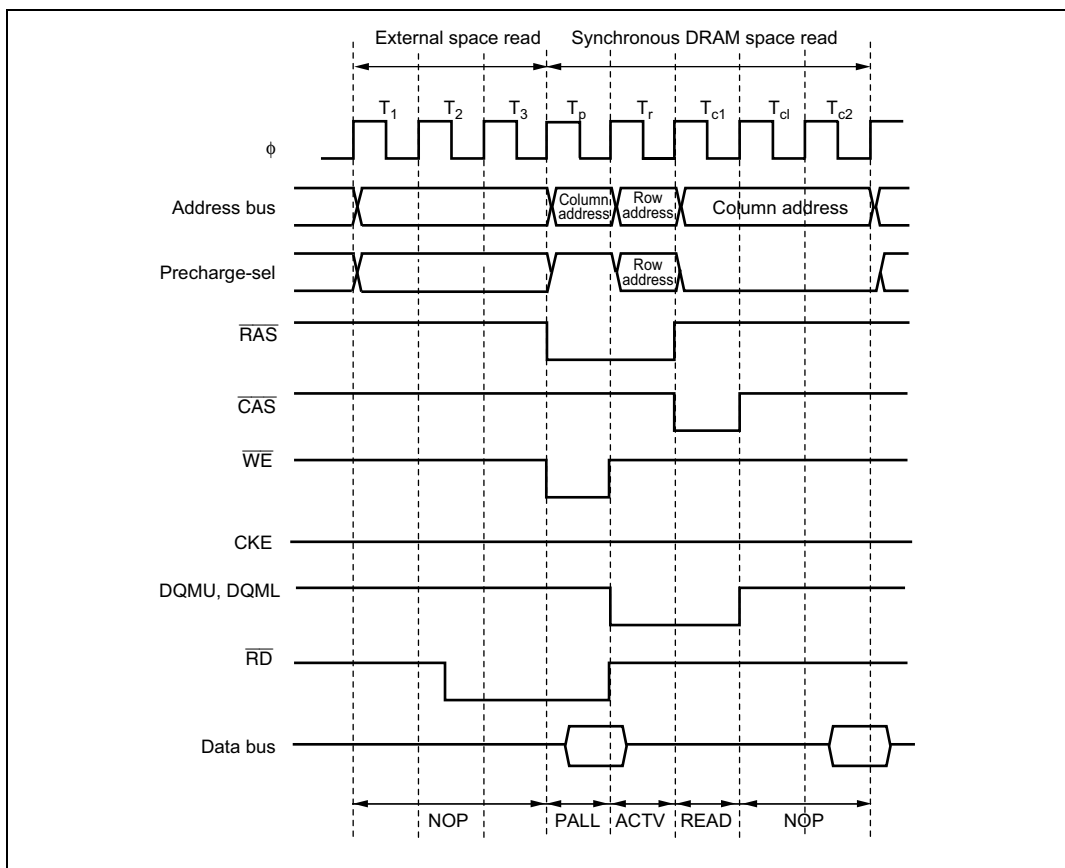 External space read Synchronous DRAM space read
T1 T2 T3 Tp Tr Tc1 Tcl Tc2
ϕ
Address bus Column address Row address Column address
Precharge-sel Row address
RAS
CAS
WE
CKE
DQMU, DQML
RD
Data bus
NOP PALL ACTV READ NOP